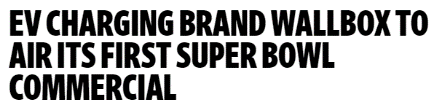 EV CHARGING BRAND WALLBOX TO
AIR ITS FIRST SUPER BOWL
COMMERCIAL